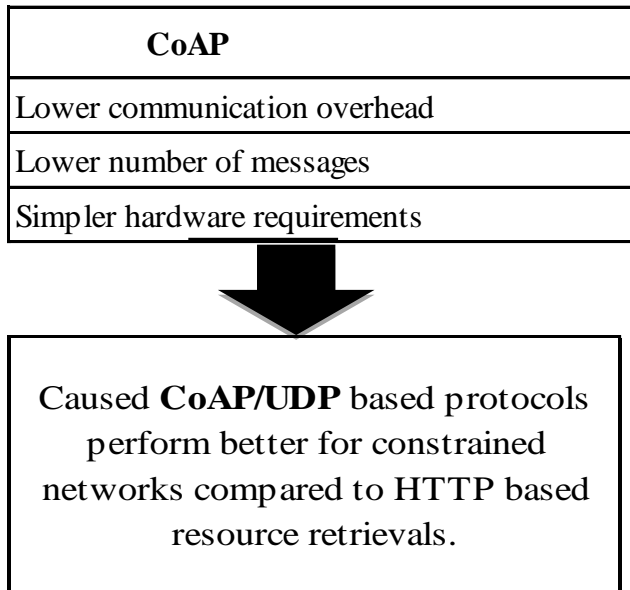 CoAP
Lower communication overhead
Lower number of messages
Simpler hardware requirements
Caused CoAP/UDP based protocols
perform better for constrained
networks compared to HTTP based
resource retrievals.